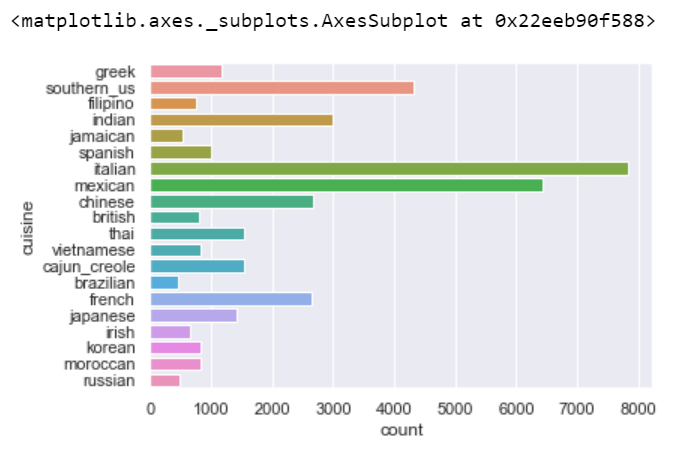 <matplotlib.axes._subplots.AxesSubplot at 0x22eeb90f588>
greek
southern_us
filipino
indian
jamaican
spanish
italian
mexican
chinese
british
thai
vietnamese
cajun_creole
brazilian
french
japanese
irish
korean
moroccan
russian
cuisine
0 1000 2000 3000 4000 5000 6000 7000 8000
count